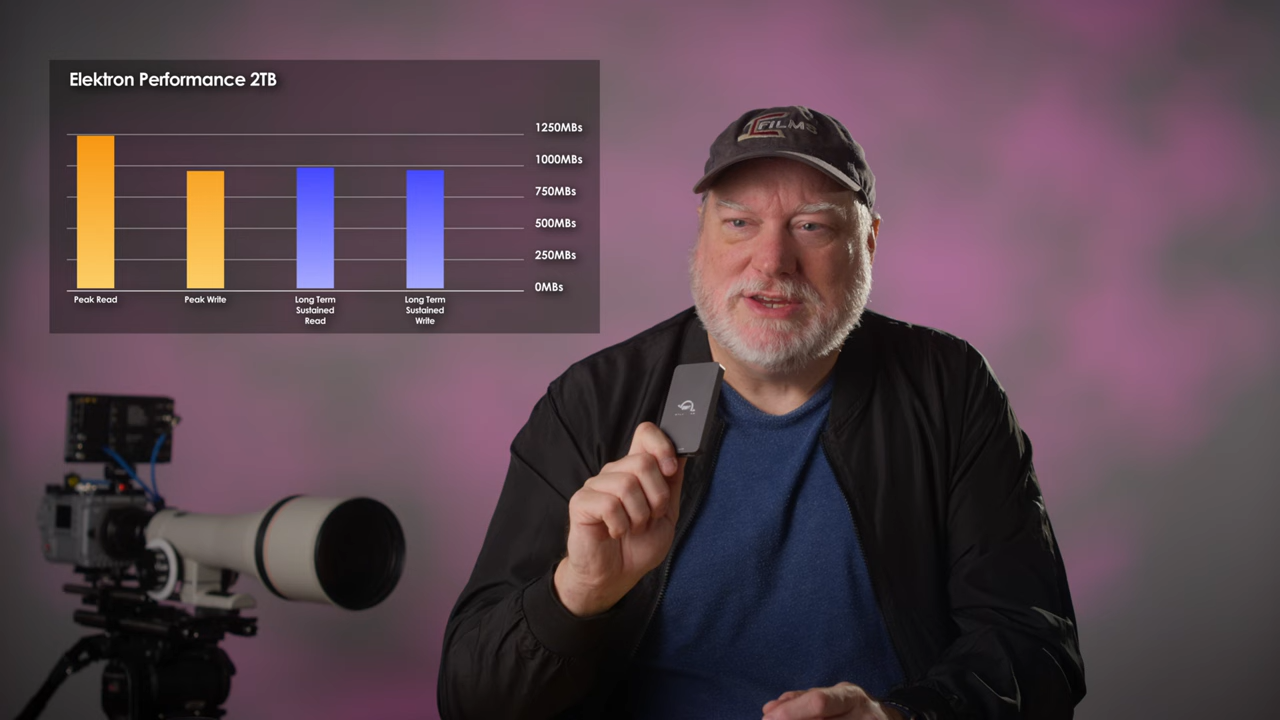 Elektron Performance 2TB
1250MBs
1000MBs
750MBs
500MBs
250MBs
0MBs
Peak Read
Peak Write
Long Term
Sustained
Read
Long Term
Sustained
Write
FILMS